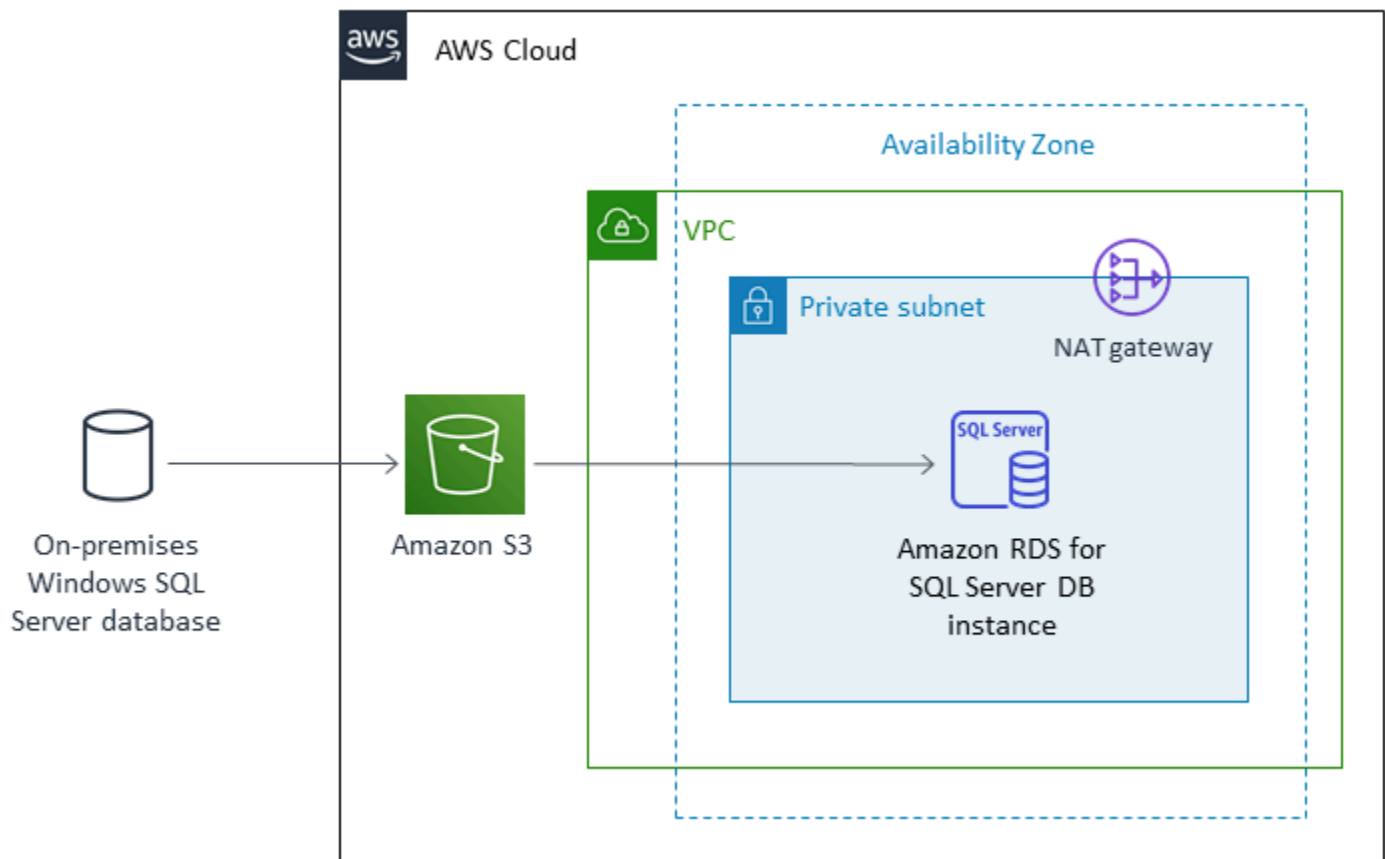 aws
AWS Cloud
Availability Zone
VPC
Private subnet
NAT gateway
SQL Server
On-premises
Windows SQL
Server database
Amazon S3
Amazon RDS for
SQL Server DB
instance